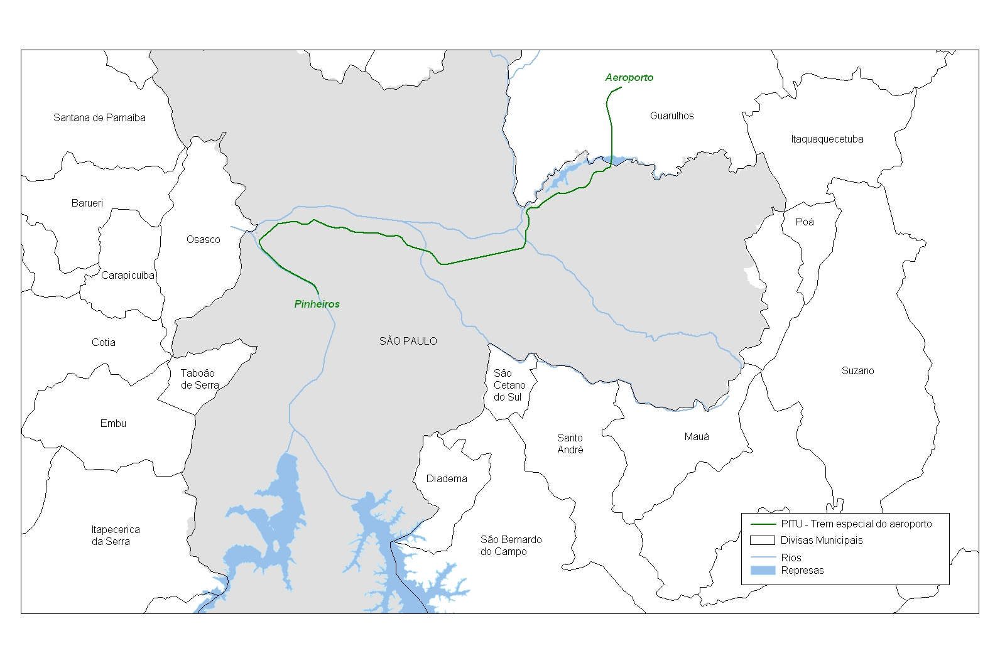 Aeroporto
Guarulhos
Santana de Parnaíba
Itaquaquecetuba
Barueri
Poá
Osasco
Carapicuíba
Pinheiros
SÃO PAULO
Cotia
Taboão
de Serra
São
Cetano
do Sul
Suzano
Embu
Santo
André
Mauá
Diadema
Itapecerica
da Serra
São Bernardo
do Campo
PITU - Trem especial do aeroporto
Divisas Municipais
Rios
Represas